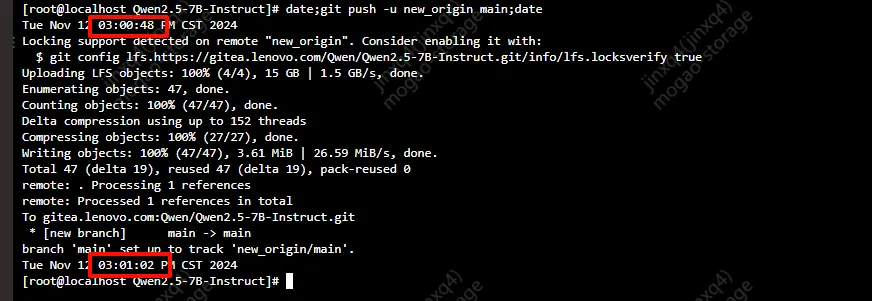 [root@localhost Qwen2.5-7B-Instruct]# date;git push -u new_origin main;date
Tue Nov 12 03:00:48 PM CST 2024
Locking support detected on remote "new_origin". Consider enabling it with:
  $ git config lfs.https://gitea.lenovo.com/Qwen/Qwen2.5-7B-Instruct.git/info/lfs.locksverify true
Uploading LFS objects: 100% (4/4), 15 GB | 1.5 GB/s, done.
Enumerating objects: 47, done.
Counting objects: 100% (47/47), done.
Delta compression using up to 152 threads
Compressing objects: 100% (27/27), done.
Writing objects: 100% (47/47), 3.61 MiB | 26.59 MiB/s, done.
Total 47 (delta 19), reused 47 (delta 19), pack-reused 0
remote: . Processing 1 references
remote: Processed 1 references in total
To gitea.lenovo.com:Qwen/Qwen2.5-7B-Instruct.git
 * [new branch]      main -> main
branch 'main' set up to track 'new_origin/main'.
Tue Nov 12 03:01:02 PM CST 2024
[root@localhost Qwen2.5-7B-Instruct]#
jinxq4(jinxq4)
mogao-storage
jinxq4(jinxq4)
mogao-storage
jinxq4(jinxq4)
mogao-storage